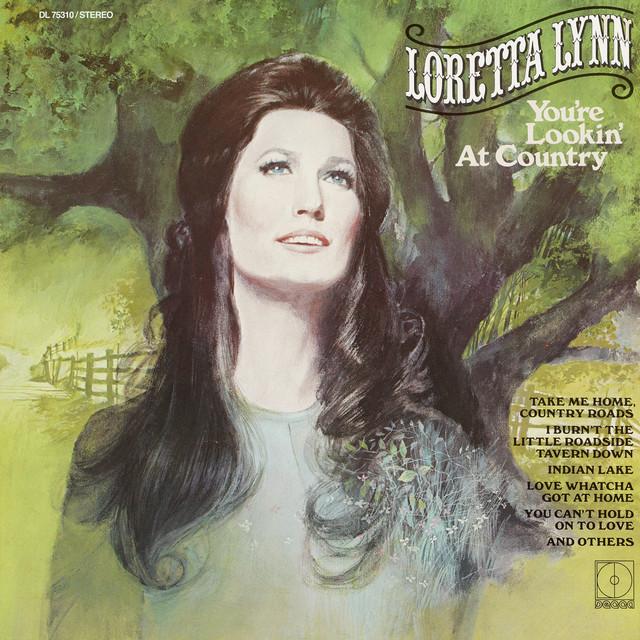 DL 75310/STEREO
LORETTA LYNN
You're
Lookin'
At Country
TAKE ME HOME,
COUNTRY ROADS
I BURN'T THE
LITTLE ROADSIDE
TAVERN DOWN
INDIAN LAKE
LOVE WHATCHA
GOT AT HOME
YOU CAN'T HOLD
ON TO LOVE
AND OTHERS
DECCA